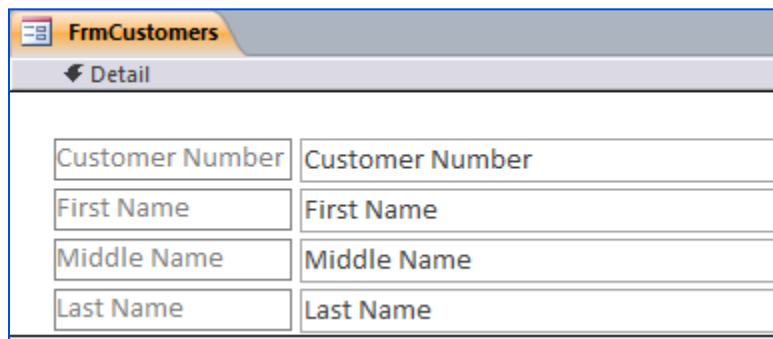 FrmCustomers
Detail
Customer Number Customer Number
First Name First Name
Middle Name Middle Name
Last Name Last Name